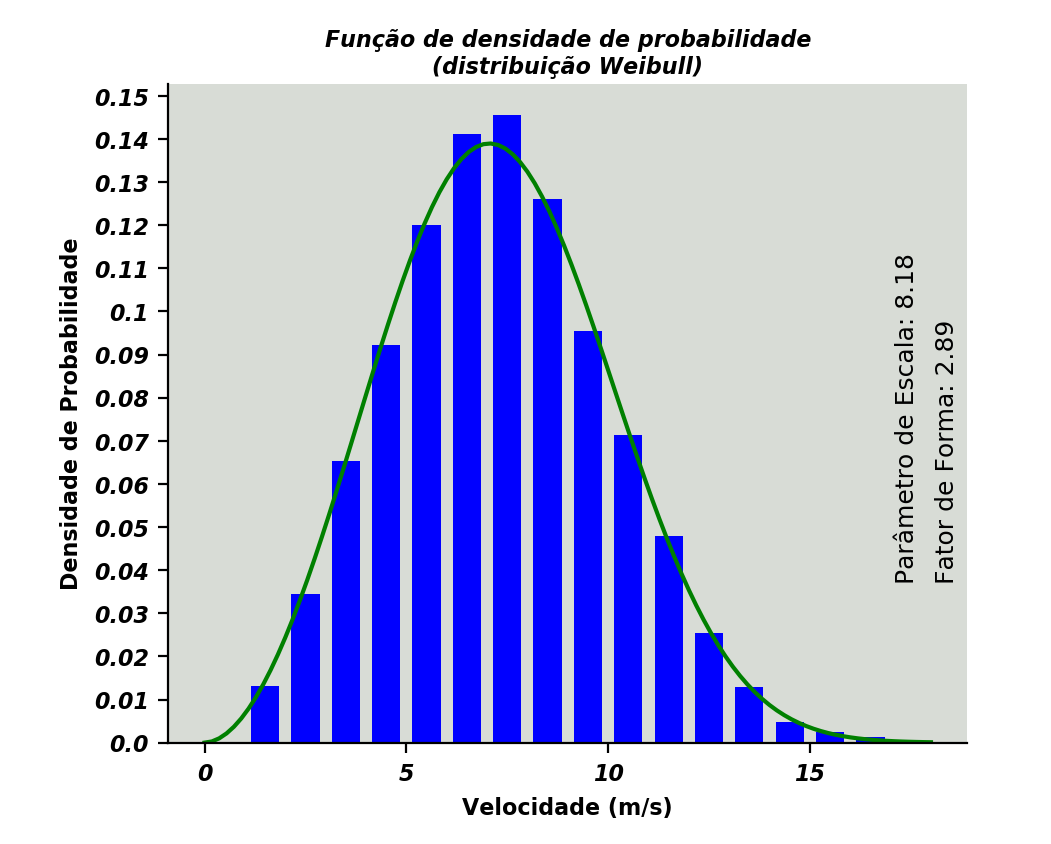 Função de densidade de probabilidade
(distribuição Weibull)
0.15
0.14
0.13
0.12
0.11
0.1
0.09
0.08
0.07
0.06
0.05
0.04
0.03
0.02
0.01
0.0
Densidade de Probabilidade
0 5 10 15
Velocidade (m/s)
Parâmetro de Escala: 8.18
Fator de Forma: 2.89